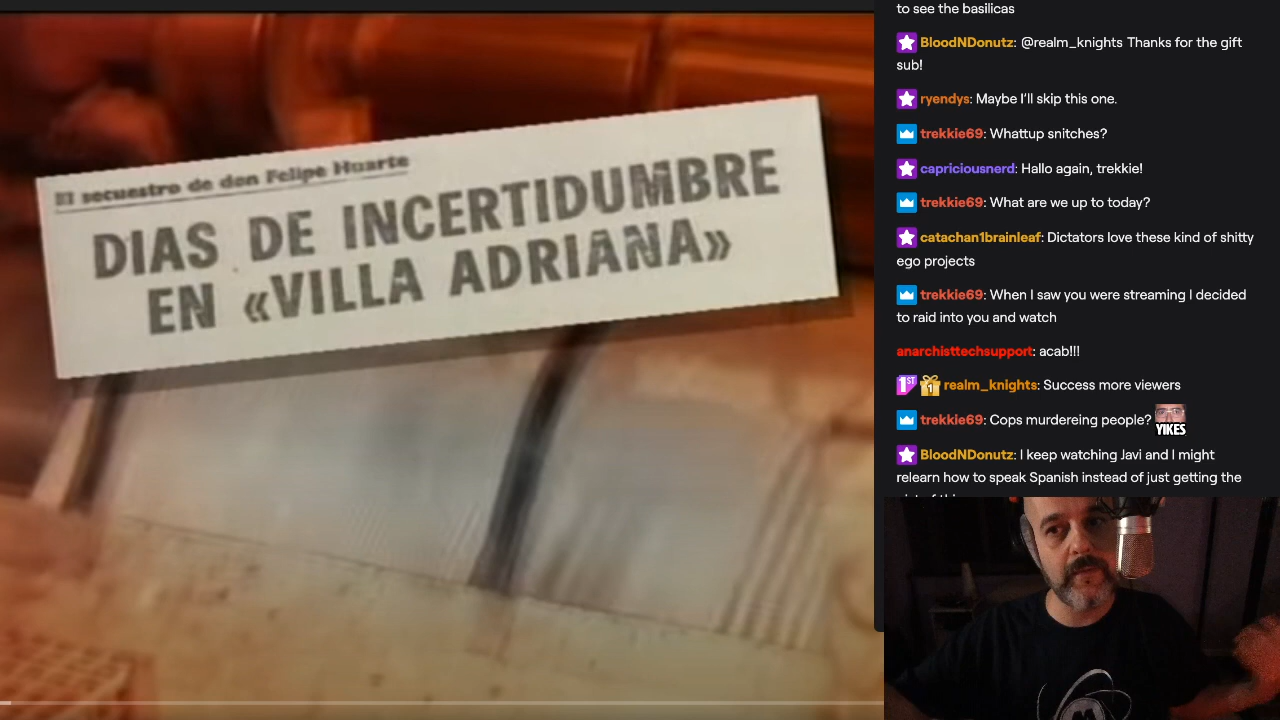 El secuestro de don Felipe Huarte
DIAS DE INCERTIDUMBRE
EN «VILLA ADRIANA»
to see the basilicas
BloodNDonutz: @realm_knights Thanks for the gift
sub!
ryendys: Maybe I'll skip this one.
trekkie69: Whattup snitches?
capriciousnerd: Hallo again, trekkie!
trekkie69: What are we up to today?
catachan1brainleaf: Dictators love these kind of shitty
ego projects
trekkie69: When I saw you were streaming I decided
to raid into you and watch
anarchisttechsupport: acab!!!
1ST 1 realm_knights: Success more viewers
trekkie69: Cops murdereing people? YIKES
BloodNDonutz: I keep watching Javi and I might
relearn how to speak Spanish instead of just getting the